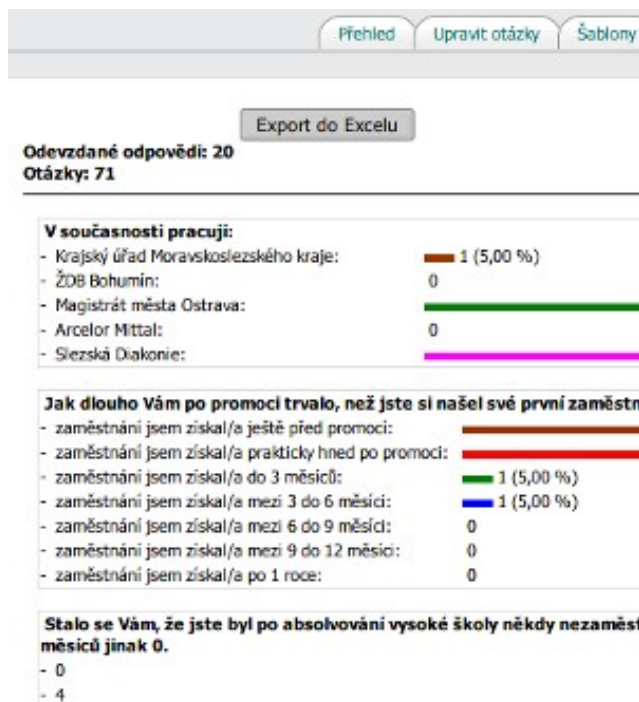 Přehled Upravit otázky Šablony
Export do Excelu
Odevzdané odpovědi: 20
Otázky: 71
V současnosti pracuji:
- Krajský úřad Moravskoslezského kraje: 1 (5,00 %)
- ŽDB Bohumín: 0
- Magistrát města Ostrava:
- Arcelor Mittal: 0
- Slezská Diakonie:
Jak dlouho Vám po promoci trvalo, než jste si našel své první zaměstn
- zaměstnání jsem získal/a ještě před promocí:
- zaměstnání jsem získal/a prakticky hned po promoci:
- zaměstnání jsem získal/a do 3 měsíců: 1 (5,00 %)
- zaměstnání jsem získal/a mezi 3 do 6 měsíci: 1 (5,00 %)
- zaměstnání jsem získal/a mezi 6 do 9 měsíci: 0
- zaměstnání jsem získal/a mezi 9 do 12 měsíci: 0
- zaměstnání jsem získal/a po 1 roce: 0
Stalo se Vám, že jste byl po absolvování vysoké školy někdy nezaměst
měsíců jinak 0.
- 0
- 4